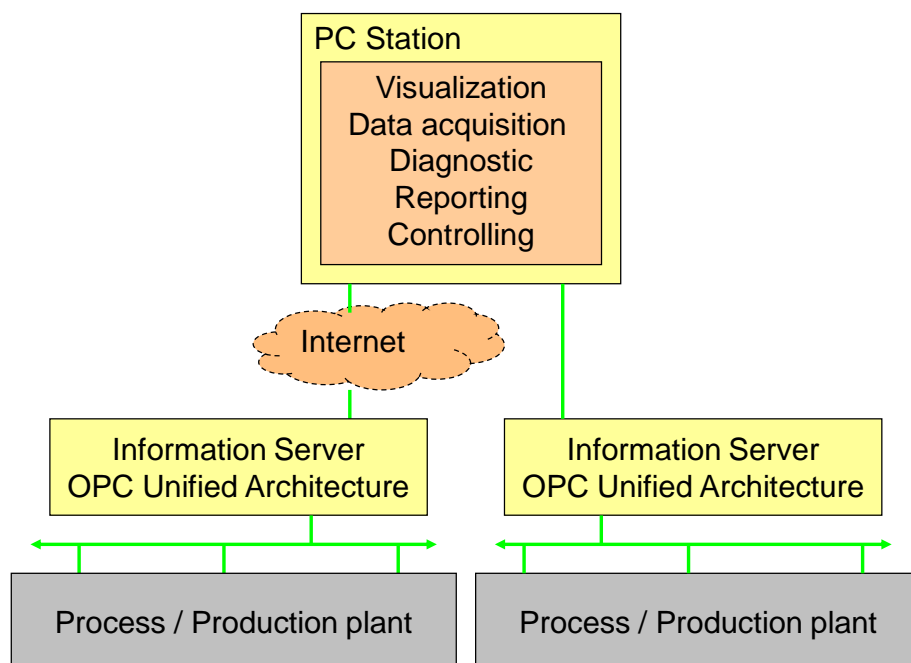 PC Station
Visualization
Data acquisition
Diagnostic
Reporting
Controlling
Internet
Information Server
OPC Unified Architecture
Information Server
OPC Unified Architecture
Process / Production plant
Process / Production plant